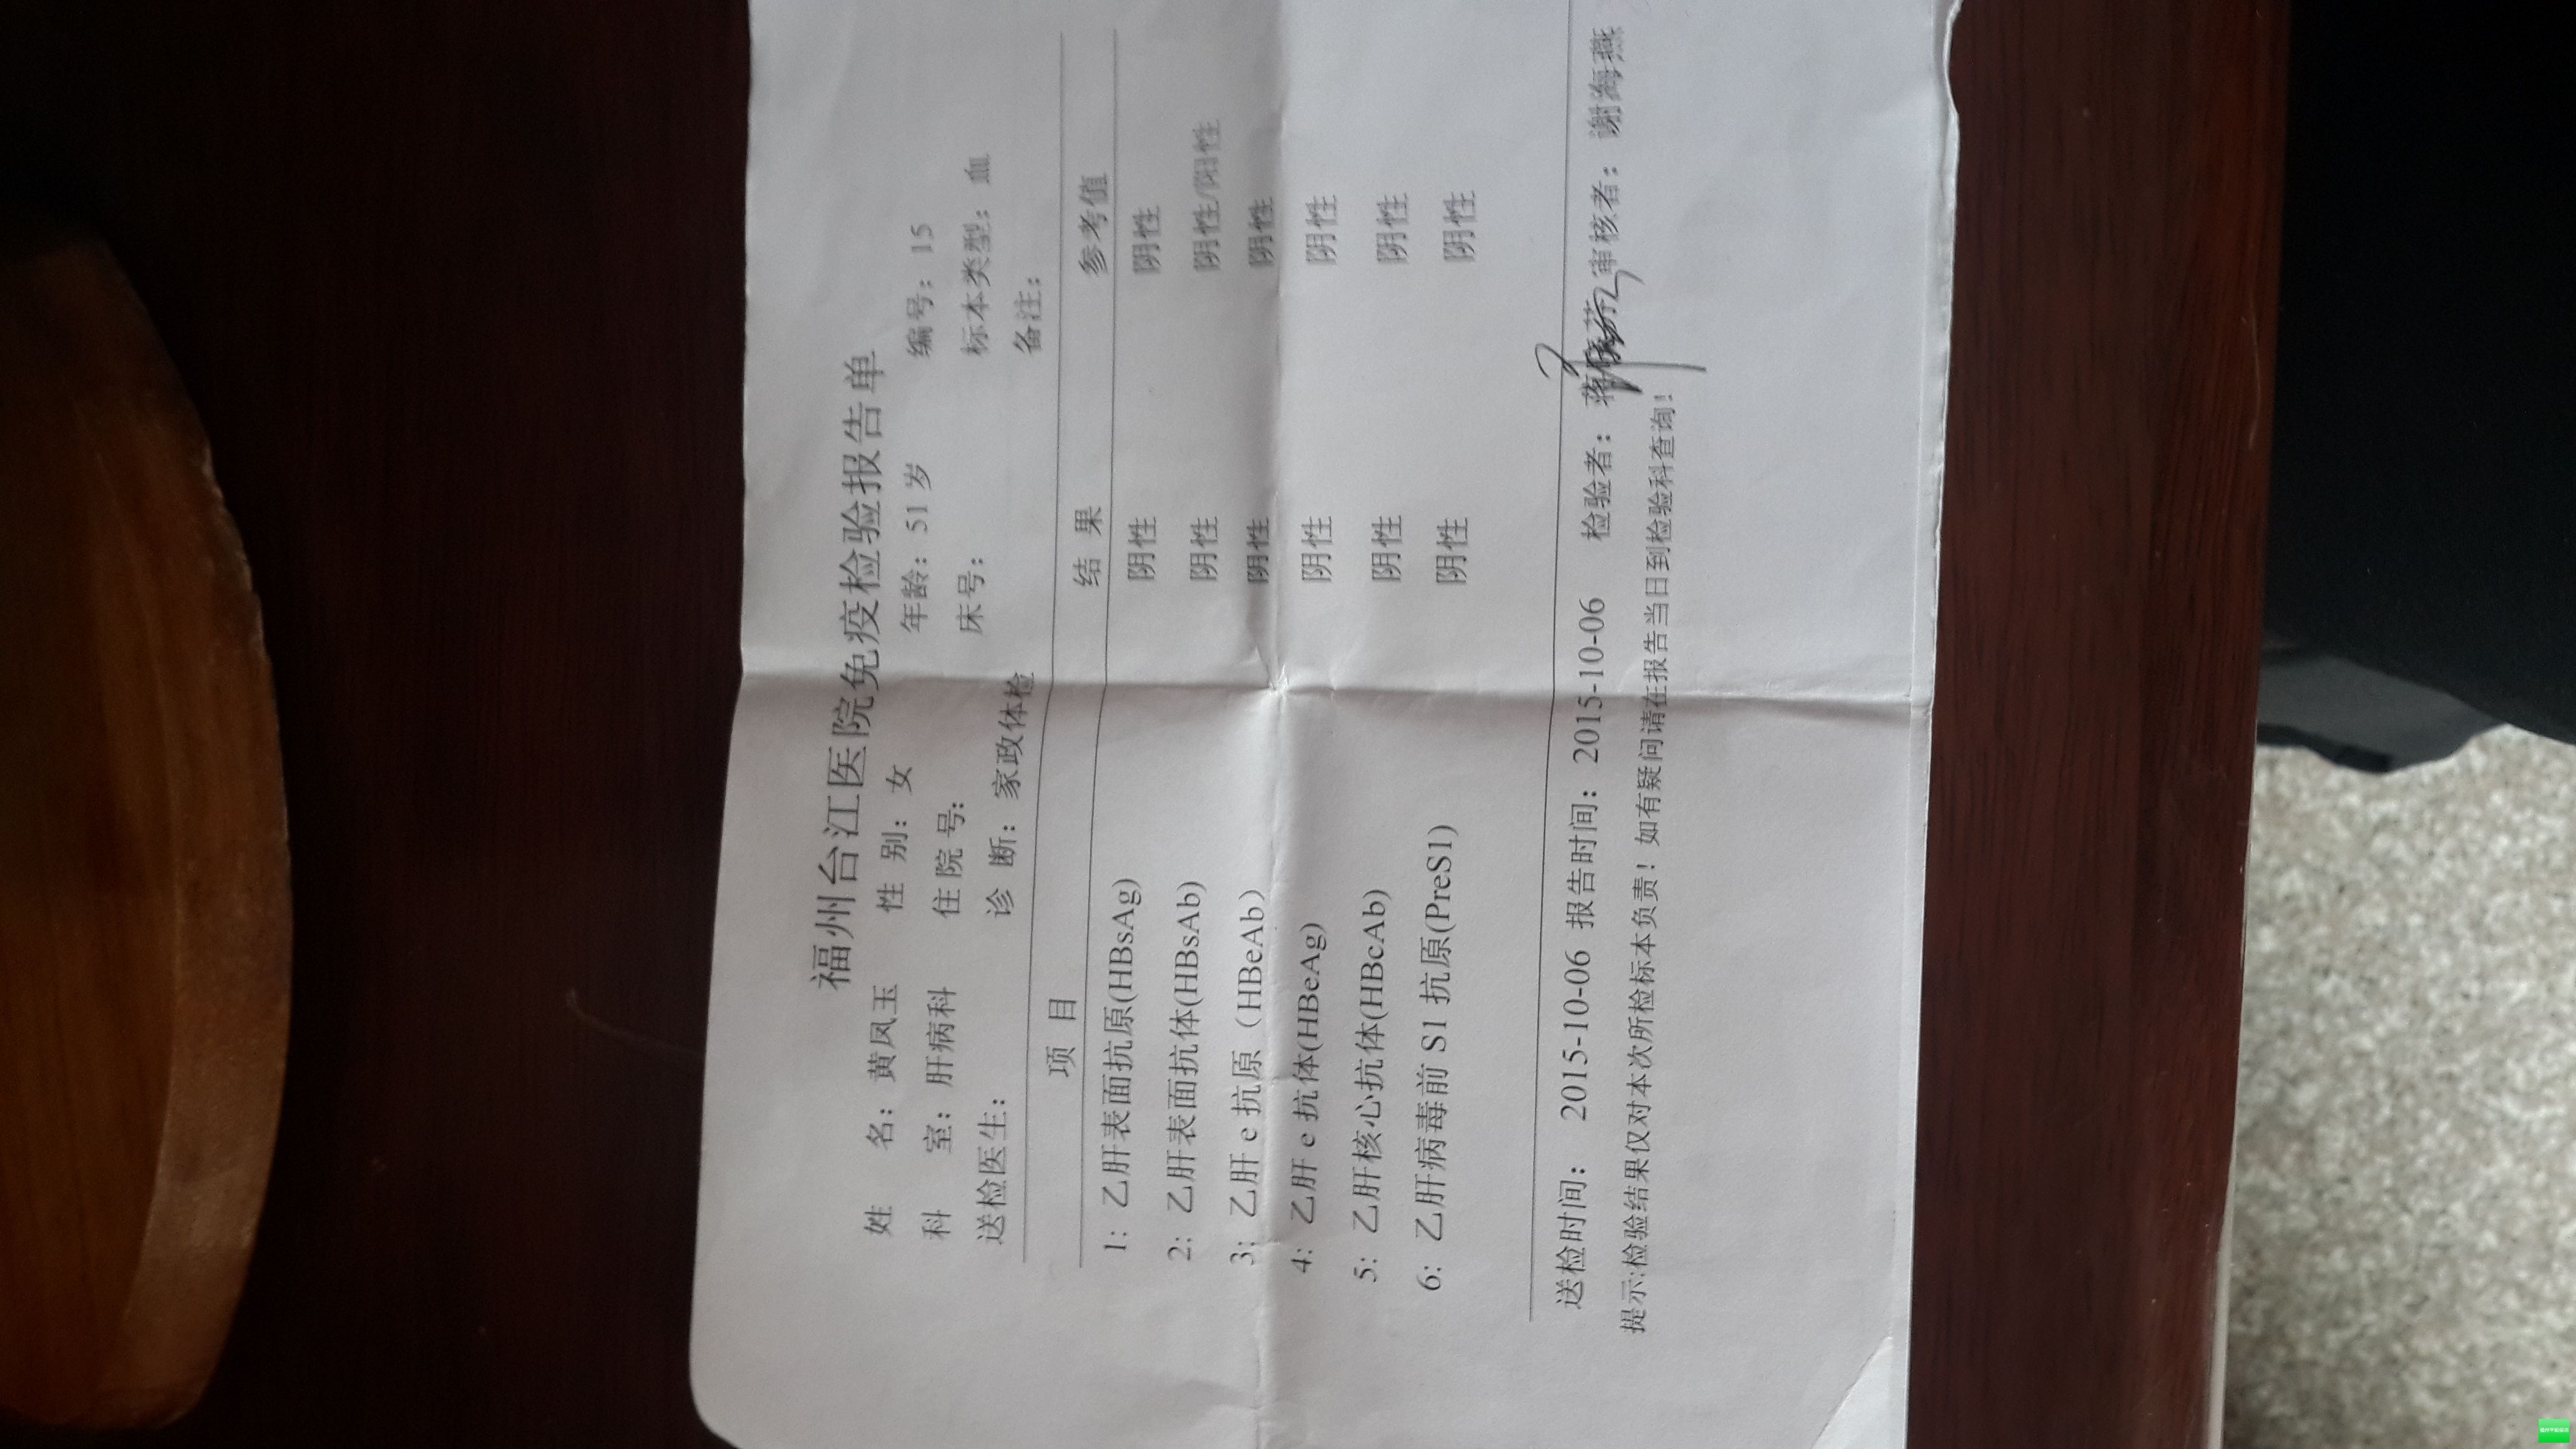 福州台江医院免疫检验报告单
姓 名：黄凤玉 性 别：女 年龄：51岁 编号：15
科 室：肝病科 住院号： 床号： 标本类型：血
送检医生： 诊 断：家政体检 备注：
项 目 结 果 参考值
1: 乙肝表面抗原(HBsAg) 阴性 阴性
2: 乙肝表面抗体(HBsAb) 阴性 阴性/阳性
3: 乙肝 e 抗原（HBeAb） 阴性 阴性
4: 乙肝 e 抗体(HBeAg) 阴性 阴性
5: 乙肝核心抗体(HBcAb) 阴性 阴性
6: 乙肝病毒前 S1 抗原(PreS1) 阴性 阴性
送检时间： 2015-10-06 报告时间：2015-10-06 检验者： 审核者：谢海燕
提示:检验结果仅对本次所检标本负责！如有疑问请在报告当日到检验科查询！